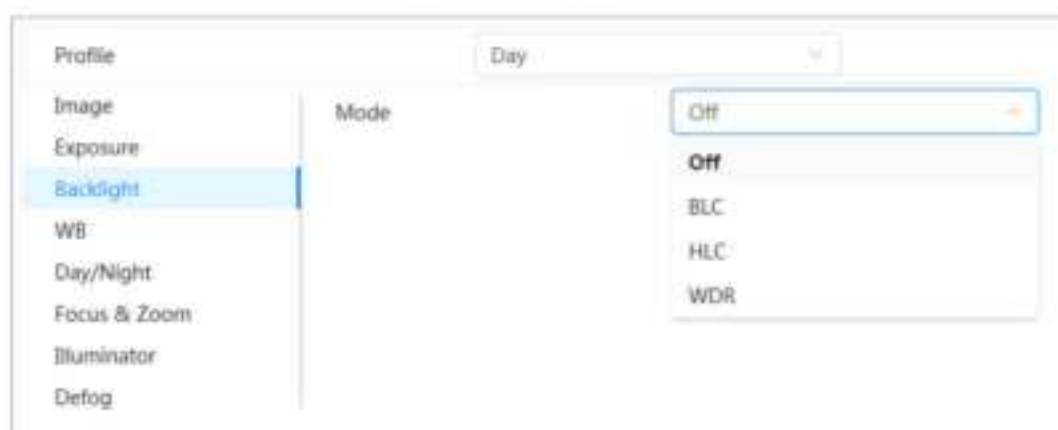 Profile Day
Image Mode Off
Exposure
Off
Backlight
BLC
WB
HLC
Day/Night
WDR
Focus & Zoom
Illuminator
Defog